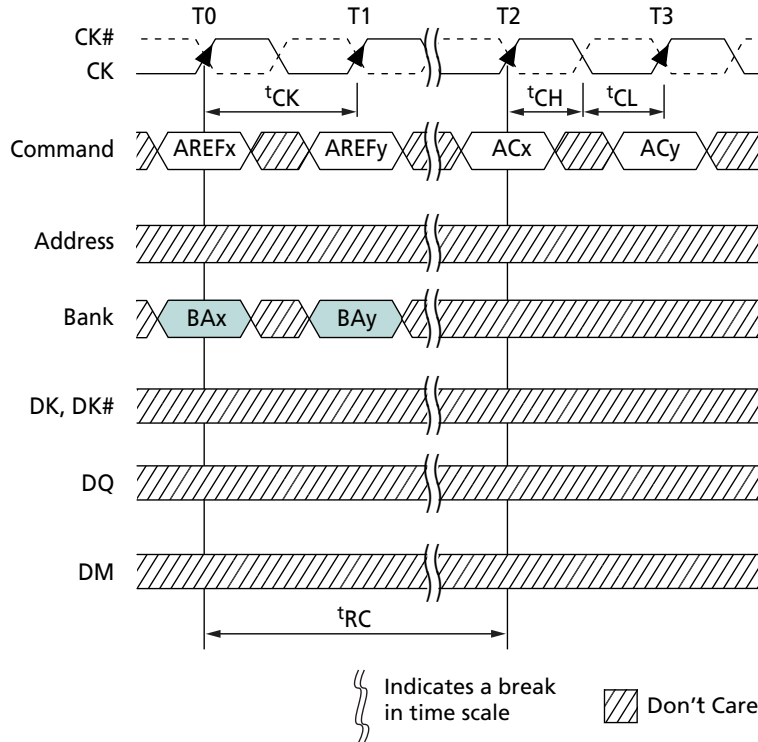 T0 T1 T2 T3
CK#
CK
tCK tCH tCL
Command AREFx AREFy ACx ACy
Address
Bank BAx BAy
DK, DK#
DQ
DM
tRC
Indicates a break
in time scale
Don't Care